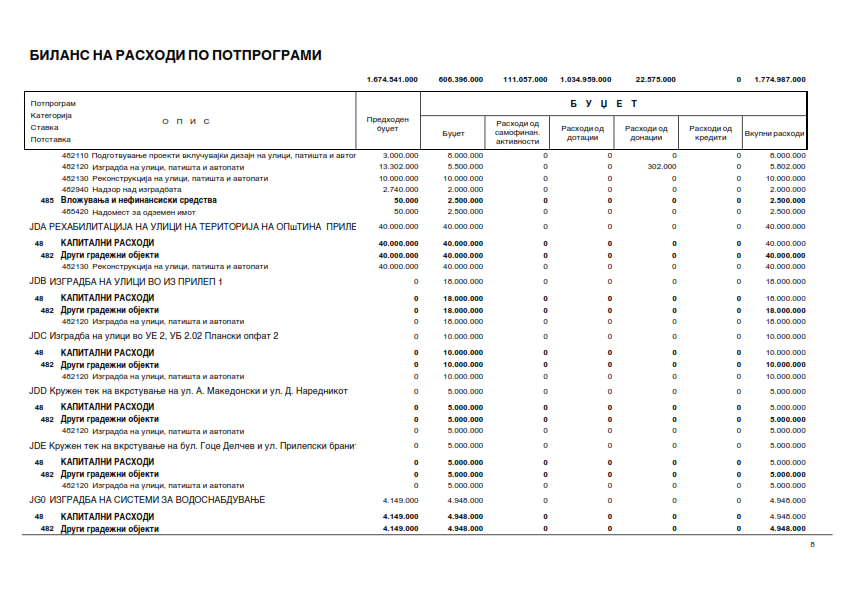 БИЛАНС НА РАСХОДИ ПО ПОТПРОГРАМИ
1.674.541.000 606.396.000 111.057.000 1.034.959.000 22.575.000 0 1.774.987.000
Потпрограм
Категорија
Ставка
Потставка
О П И С
Предходен буџет
Б У Џ Е Т
Буџет
Расходи од самофинан. активности
Расходи од дотации
Расходи од донации
Расходи од кредити
Вкупни расходи
482110 Подготвување проекти вклучувајќи дизајн на улици, патишта и автог 3.000.000 8.000.000 0 0 0 0 8.000.000
482120 Изградба на улици, патишта и автопати 13.302.000 5.500.000 0 0 302.000 0 5.802.000
482130 Реконструкција на улици, патишта и автопати 10.000.000 10.000.000 0 0 0 0 10.000.000
482940 Надзор над изградбата 2.740.000 2.000.000 0 0 0 0 2.000.000
485 Вложувања и нефинансиски средства 50.000 2.500.000 0 0 0 0 2.500.000
485420 Надомест за одземен имот 50.000 2.500.000 0 0 0 0 2.500.000
JDA РЕХАБИЛИТАЦИЈА НА УЛИЦИ НА ТЕРИТОРИЈА НА ОПшТИНА ПРИЛЕ 40.000.000 40.000.000 0 0 0 0 40.000.000
48 КАПИТАЛНИ РАСХОДИ 40.000.000 40.000.000 0 0 0 0 40.000.000
482 Други градежни објекти 40.000.000 40.000.000 0 0 0 0 40.000.000
482130 Реконструкција на улици, патишта и автопати 40.000.000 40.000.000 0 0 0 0 40.000.000
JDB ИЗГРАДБА НА УЛИЦИ ВО ИЗ ПРИЛЕП 1 0 18.000.000 0 0 0 0 18.000.000
48 КАПИТАЛНИ РАСХОДИ 0 18.000.000 0 0 0 0 18.000.000
482 Други градежни објекти 0 18.000.000 0 0 0 0 18.000.000
482120 Изградба на улици, патишта и автопати 0 18.000.000 0 0 0 0 18.000.000
JDC Изградба на улици во УЕ 2, УБ 2.02 Плански опфат 2 0 10.000.000 0 0 0 0 10.000.000
48 КАПИТАЛНИ РАСХОДИ 0 10.000.000 0 0 0 0 10.000.000
482 Други градежни објекти 0 10.000.000 0 0 0 0 10.000.000
482120 Изградба на улици, патишта и автопати 0 10.000.000 0 0 0 0 10.000.000
JDD Кружен тек на вкрстување на ул. А. Македонски и ул. Д. Наредникот 0 5.000.000 0 0 0 0 5.000.000
48 КАПИТАЛНИ РАСХОДИ 0 5.000.000 0 0 0 0 5.000.000
482 Други градежни објекти 0 5.000.000 0 0 0 0 5.000.000
482120 Изградба на улици, патишта и автопати 0 5.000.000 0 0 0 0 5.000.000
JDE Кружен тек на вкрстување на бул. Гоце Делчев и ул. Прилепски бранит 0 5.000.000 0 0 0 0 5.000.000
48 КАПИТАЛНИ РАСХОДИ 0 5.000.000 0 0 0 0 5.000.000
482 Други градежни објекти 0 5.000.000 0 0 0 0 5.000.000
482120 Изградба на улици, патишта и автопати 0 5.000.000 0 0 0 0 5.000.000
JG0 ИЗГРАДБА НА СИСТЕМИ ЗА ВОДОСНАБДУВАЊЕ 4.149.000 4.948.000 0 0 0 0 4.948.000
48 КАПИТАЛНИ РАСХОДИ 4.149.000 4.948.000 0 0 0 0 4.948.000
482 Други градежни објекти 4.149.000 4.948.000 0 0 0 0 4.948.000
8